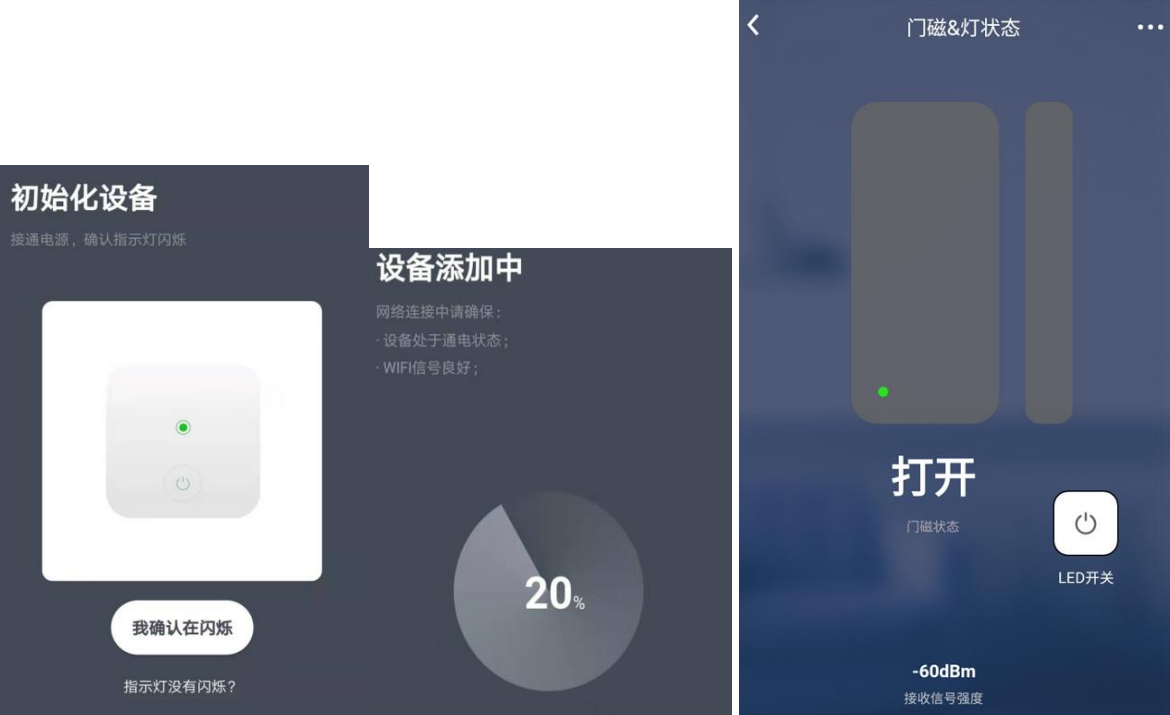 初始化设备
接通电源，确认指示灯闪烁
我确认在闪烁
指示灯没有闪烁？
设备添加中
网络连接中请确保：
· 设备处于通电状态；
· WIFI信号良好；
20%
门磁&灯状态
打开
门磁状态
LED开关
-60dBm
接收信号强度